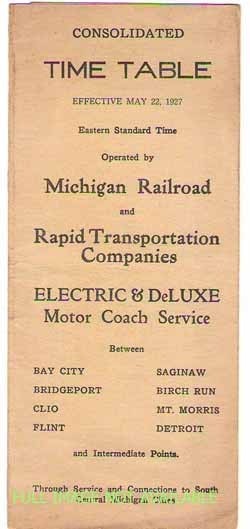 CONSOLIDATED
TIME TABLE
EFFECTIVE MAY 22, 1927
Eastern Standard Time
Operated by
Michigan Railroad
and
Rapid Transportation
Companies
ELECTRIC & DeLUXE
Motor Coach Service
Between
BAY CITY SAGINAW
BRIDGEPORT BIRCH RUN
CLIO MT. MORRIS
FLINT DETROIT
and Intermediate Points.
Through Service and Connections to South
Central Michigan Cities
FULL IMAGE